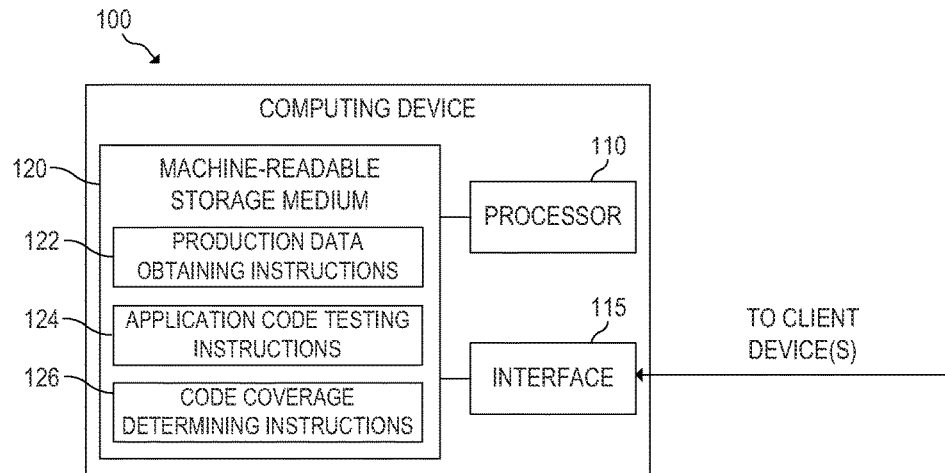 100
COMPUTING DEVICE
120
MACHINE-READABLE
STORAGE MEDIUM
110
PROCESSOR
122
PRODUCTION DATA
OBTAINING INSTRUCTIONS
124
APPLICATION CODE TESTING
INSTRUCTIONS
115
INTERFACE
TO CLIENT
DEVICE(S)
126
CODE COVERAGE
DETERMINING INSTRUCTIONS